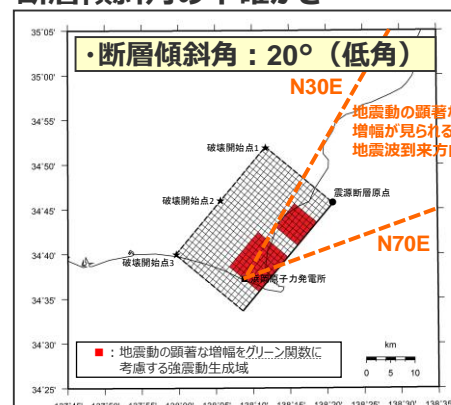 ・断層傾斜角：20°（低角）
N30E
地震動の顕著な
増幅が見られる
地震波到来方向
破壊開始点1
破壊開始点2
震源断層原点
N70E
破壊開始点3
原子力発電所
■：地震動の顕著な増幅をグリーン関数に
考慮する強震動生成域
km
0 5 10
35°05'
35°00'
34°55'
34°50'
34°45'
34°40'
34°35'
34°30'
34°25'